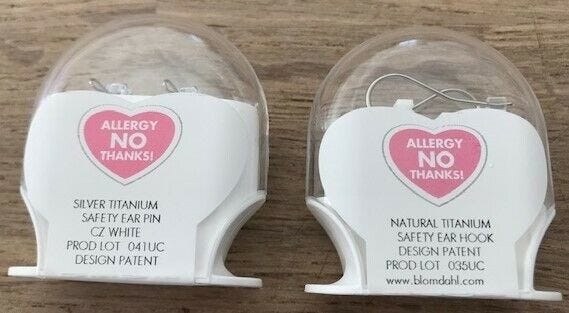 ALLERGY
NO
THANKS!
SILVER TITANIUM
SAFETY EAR PIN
CZ WHITE
PROD LOT 041UC
DESIGN PATENT
ALLERGY
NO
THANKS!
NATURAL TITANIUM
SAFETY EAR HOOK
DESIGN PATENT
PROD LOT 035UC
www.blomdahl.com